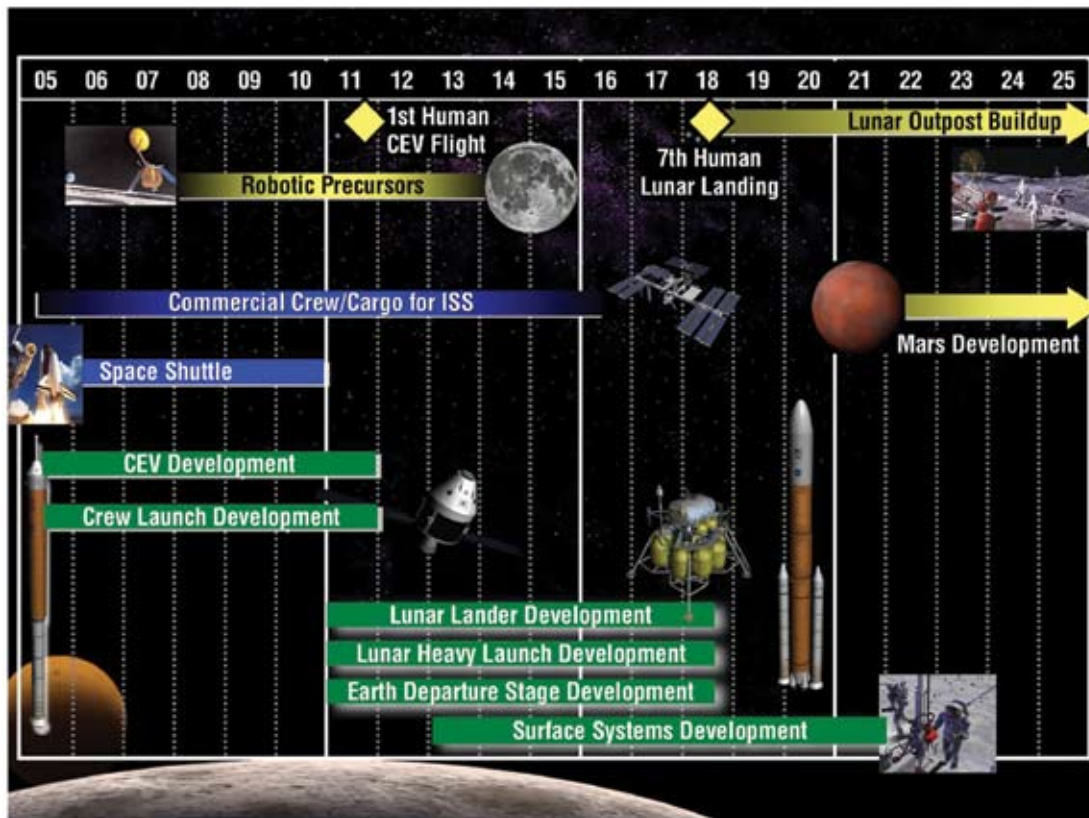 05 06 07 08 09 10 11 12 13 14 15 16 17 18 19 20 21 22 23 24 25
1st Human
CEV Flight
7th Human
Lunar Landing
Lunar Outpost Buildup
Robotic Precursors
Commercial Crew/Cargo for ISS
Mars Development
Space Shuttle
CEV Development
Crew Launch Development
Lunar Lander Development
Lunar Heavy Launch Development
Earth Departure Stage Development
Surface Systems Development